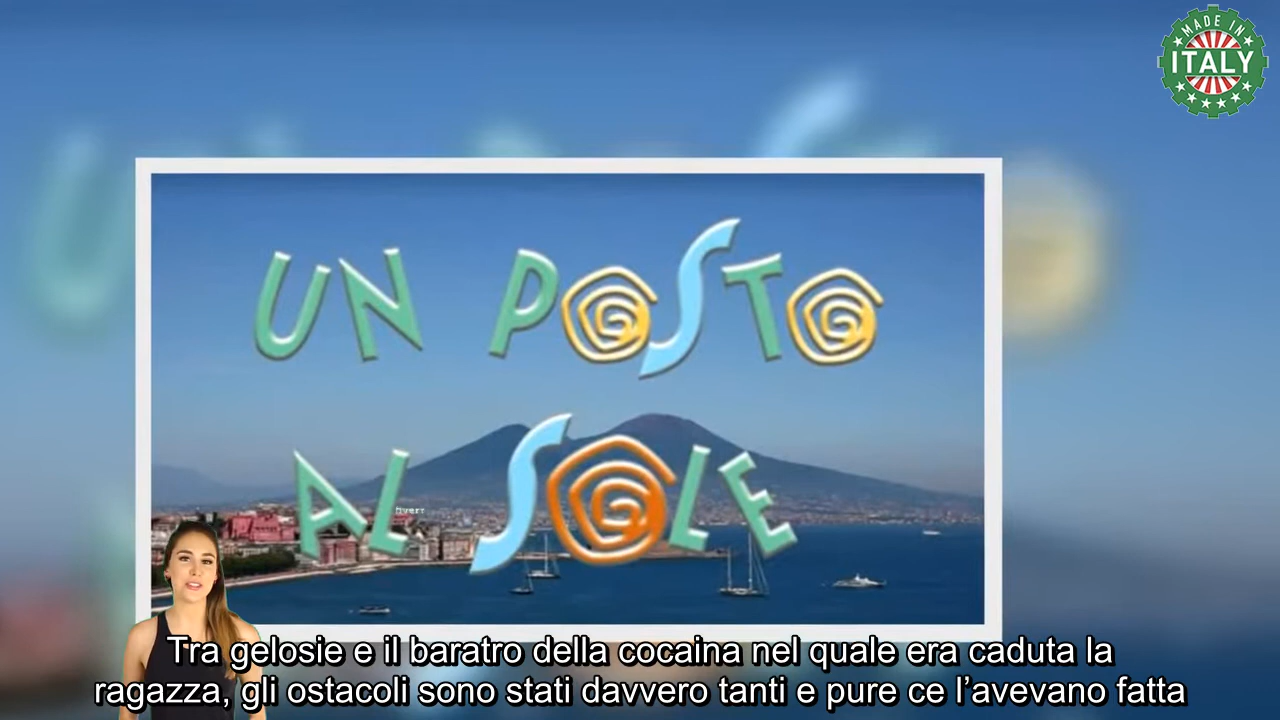 MADE IN
ITALY
UN POSTO
AL SOLE
fiverr
Tra gelosie e il baratro della cocaina nel quale era caduta la
ragazza, gli ostacoli sono stati davvero tanti e pure ce l’avevano fatta